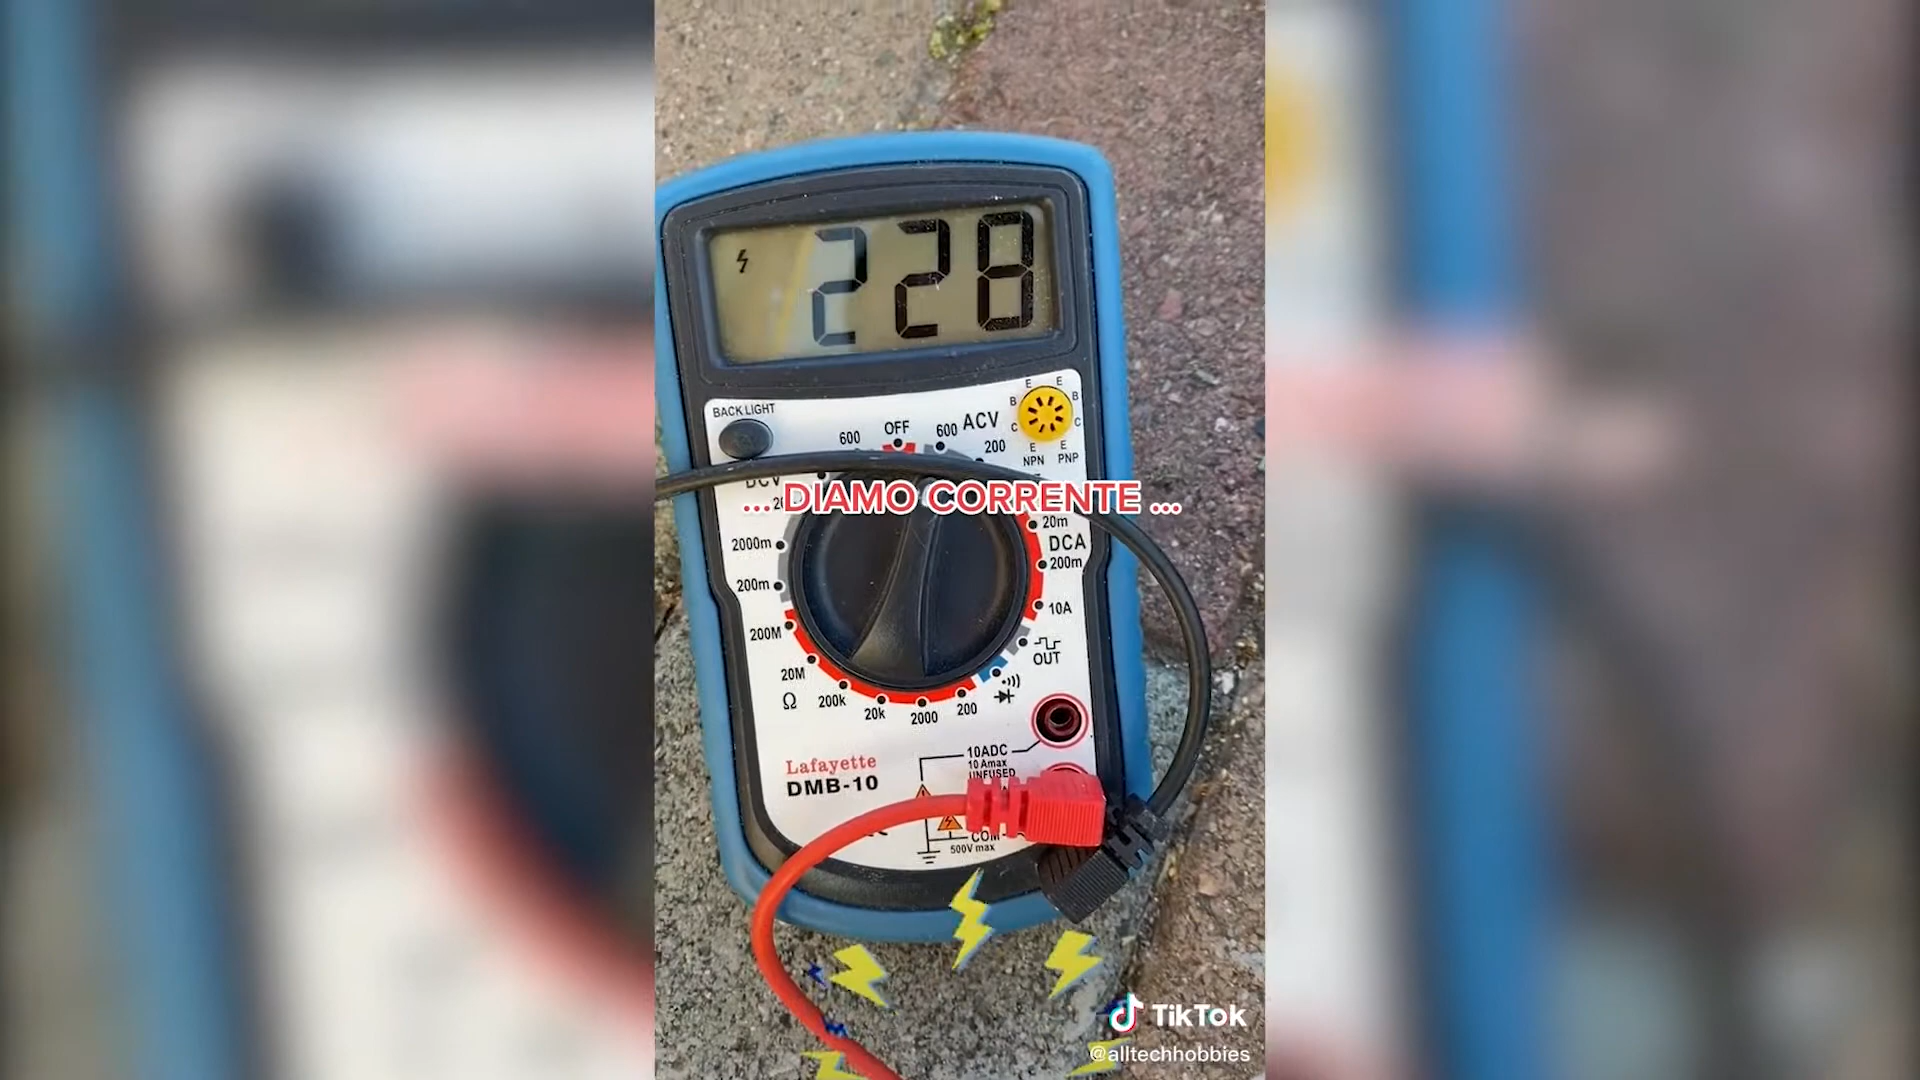 228
BACK LIGHT
600
OFF
600
ACV
200
E
E
B
B
C
C
E
E
NPN
PNP
... DIAMO CORRENTE ...
20m
2000m
DCA
200m
200m
10A
200M
OUT
20M
Ω
200k
20k
2000
200
10ADC
10 Amax
UNFUSED
Lafayette
DMB-10
COM
500V max
TikTok
@alltechhobbies